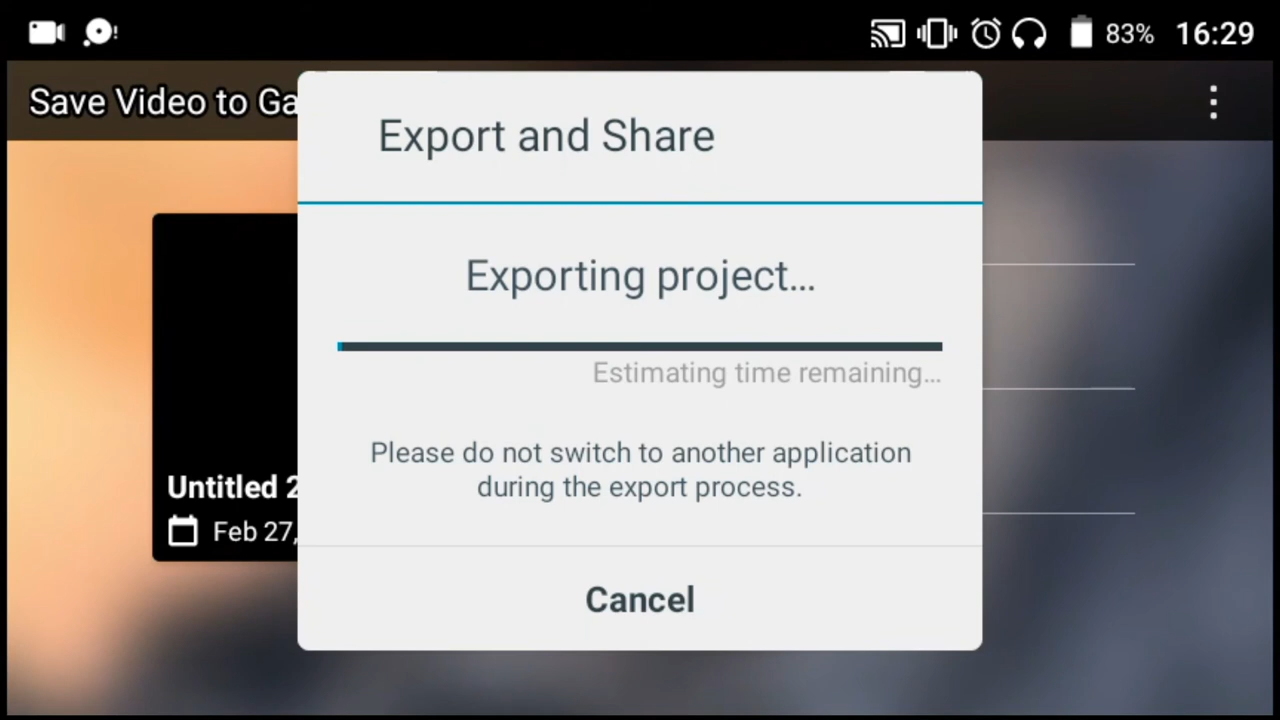 83% 16:29
Save Video to Ga
Export and Share
Exporting project...
Estimating time remaining...
Please do not switch to another application
during the export process.
Untitled 2
Feb 27,
Cancel